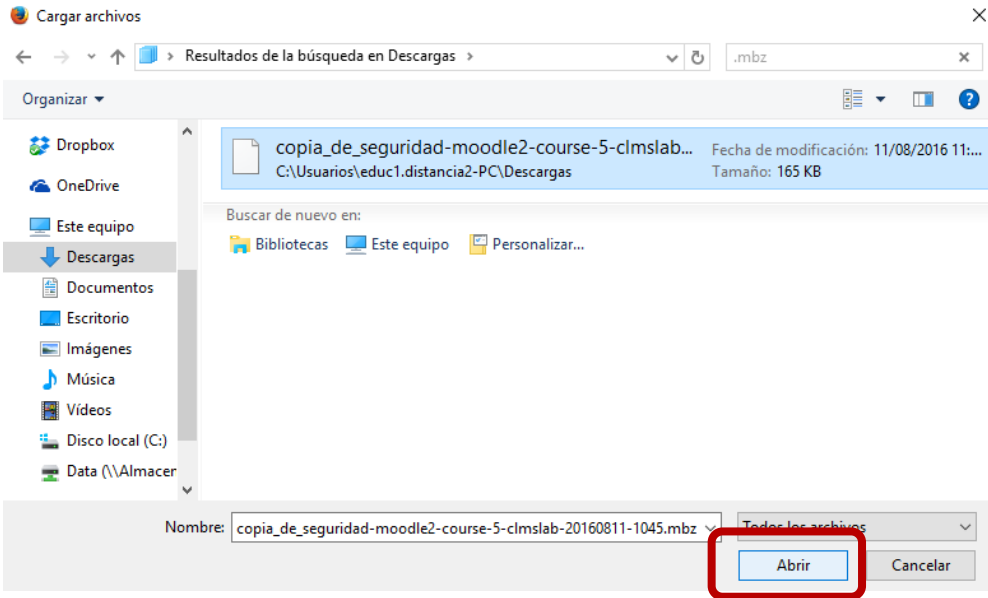 Cargar archivos
Resultados de la búsqueda en Descargas
.mbz
Organizar
Dropbox
OneDrive
Este equipo
Descargas
Documentos
Escritorio
Imágenes
Música
Vídeos
Disco local (C:)
Data (\\Almacer
copia_de_seguridad-moodle2-course-5-clmslab...
C:\Usuarios\educ1.distancia2-PC\Descargas
Fecha de modificación: 11/08/2016 11:...
Tamaño: 165 KB
Buscar de nuevo en:
Bibliotecas Este equipo Personalizar...
Nombre: copia_de_seguridad-moodle2-course-5-clmslab-20160811-1045.mbz
Todos los archivos
Abrir Cancelar